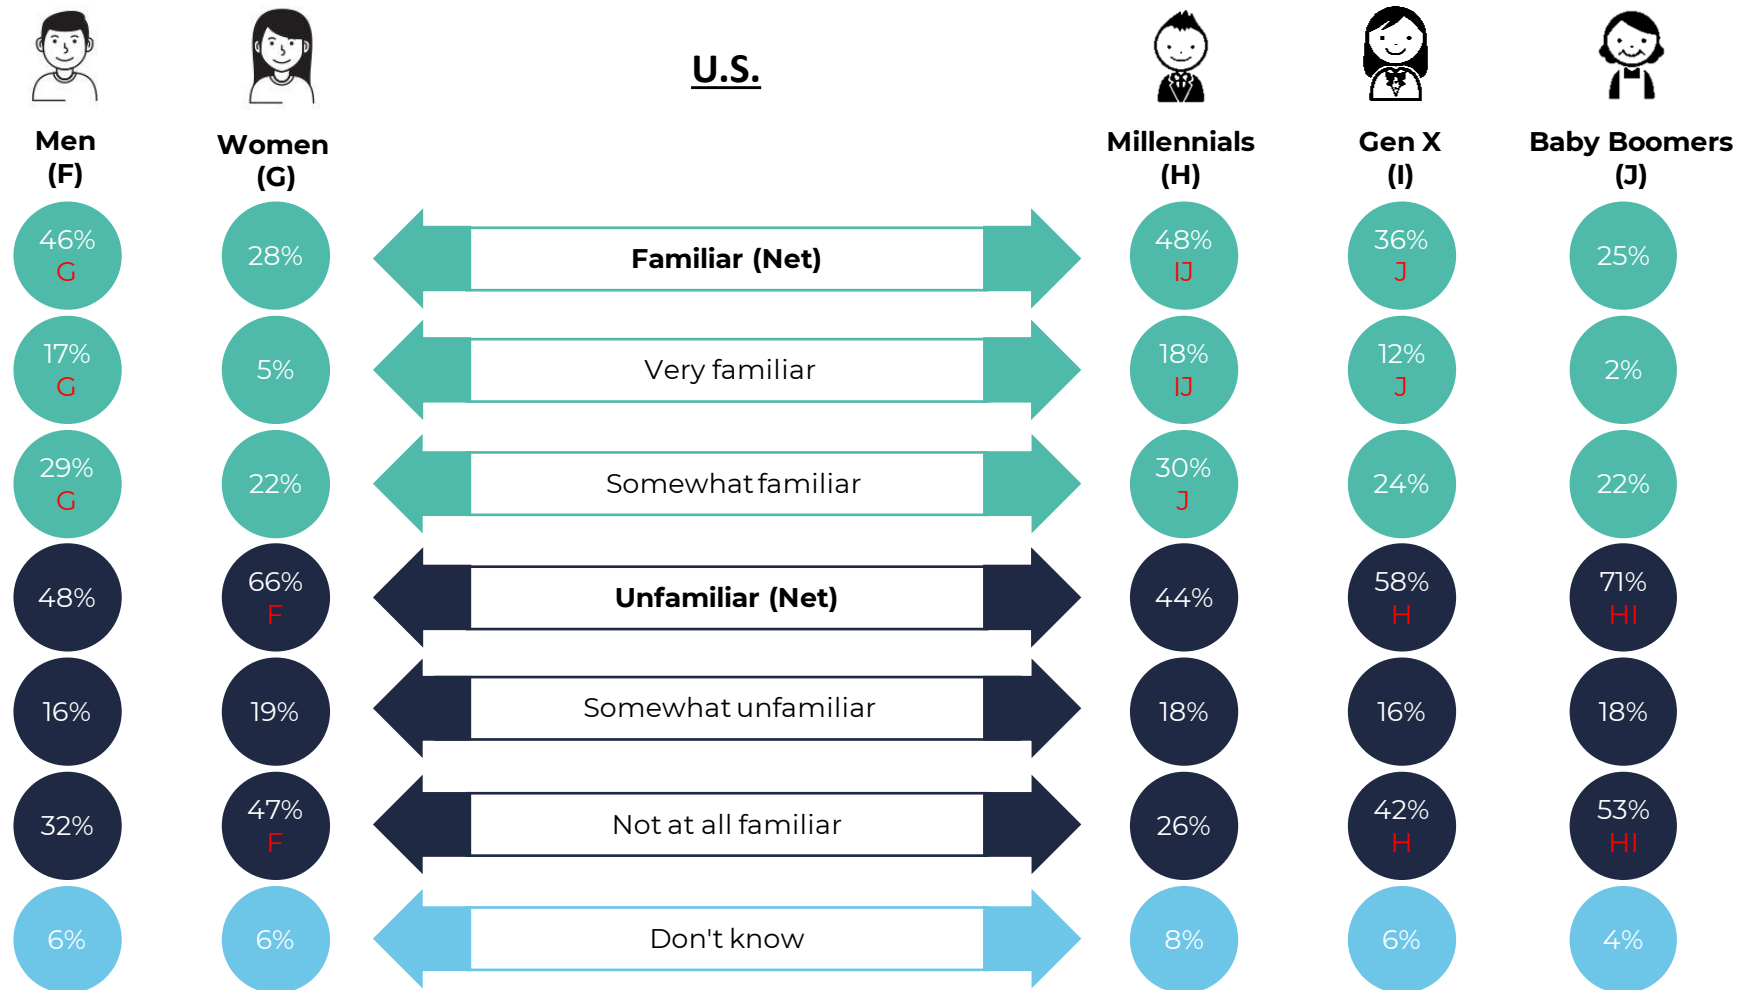 U.S.
Men
(F)
Women
(G)
Millennials
(H)
Gen X
(I)
Baby Boomers
(J)
46%
G
28%
Familiar (Net)
48%
IJ
36%
J
25%
17%
G
5%
Very familiar
18%
IJ
12%
J
2%
29%
G
22%
Somewhat familiar
30%
J
24%
22%
48%
66%
F
Unfamiliar (Net)
44%
58%
H
71%
HI
16%
19%
Somewhat unfamiliar
18%
16%
18%
32%
47%
F
Not at all familiar
26%
42%
H
53%
HI
6%
6%
Don't know
8%
6%
4%